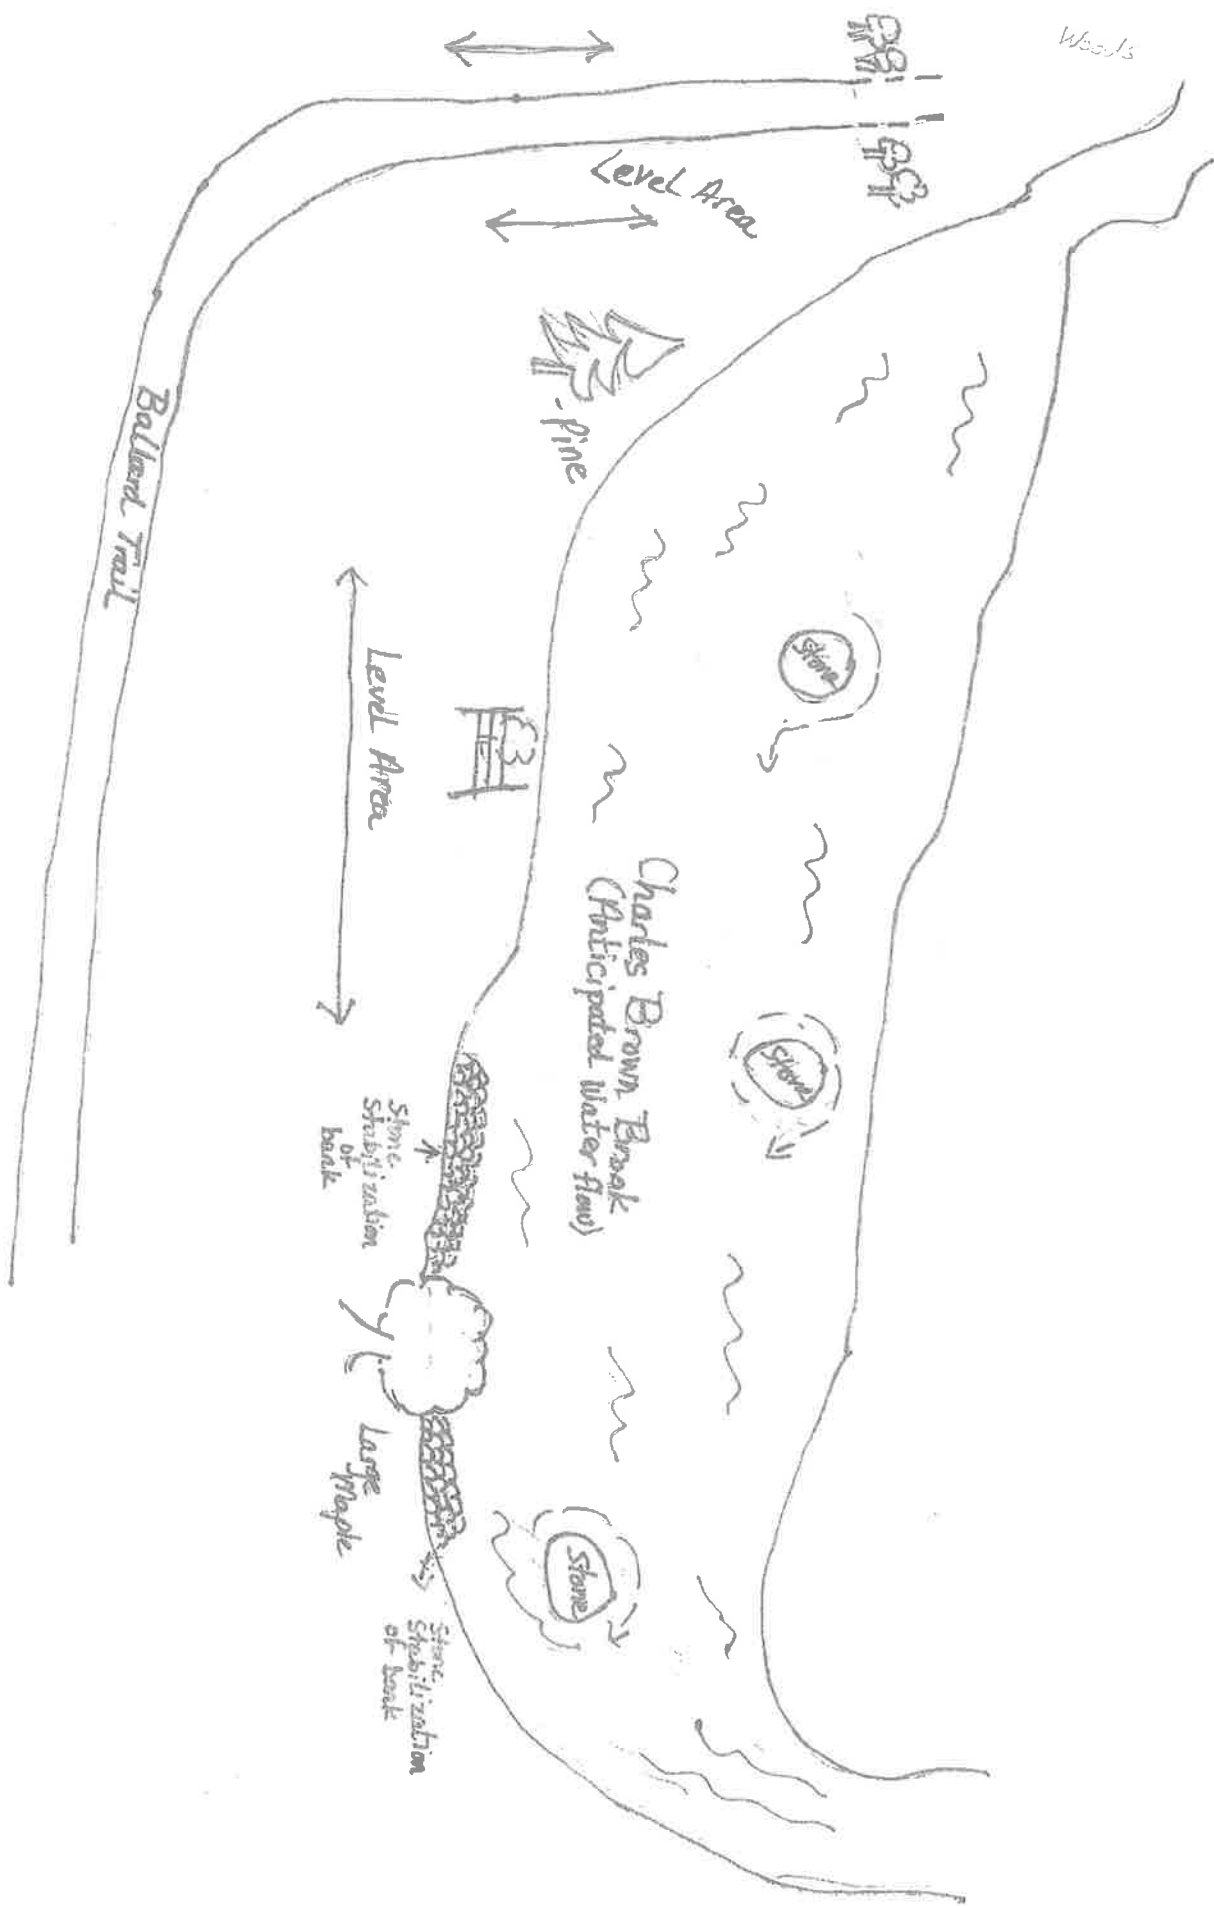 Woods
Level Area
-Pine
Ballard Trail
Level Area
Stone
Charles Brown Brook
(Anticipated Water flow)
Stone
Stone
stabilization
of
bank
Large
Maple
Stone
Stone
Stabilization
of bank